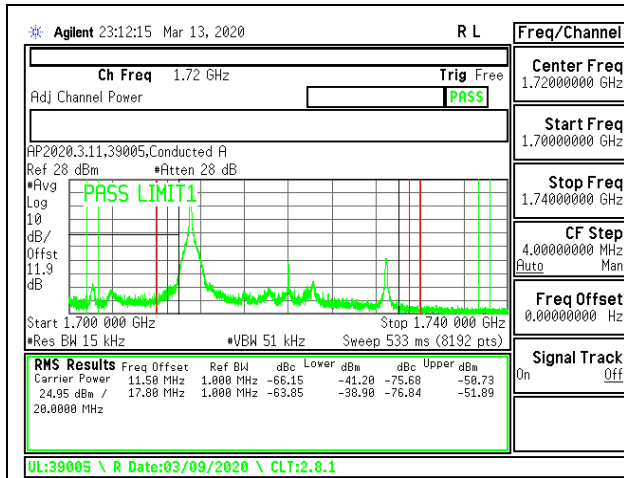 Agilent 23:12:15 Mar 13, 2020 R L
Freq/Channel
Ch Freq 1.72 GHz Trig Free
Adj Channel Power PASS
AP2020.3.11,39005,Conducted A
Ref 28 dBm #Atten 28 dB
#Avg
Log
10
dB/
Offst
11.9
dB
PASS LIMIT1
Start 1.700 000 GHz Stop 1.740 000 GHz
#Res BW 15 kHz #VBW 51 kHz Sweep 533 ms (8192 pts)
RMS Results Freq Offset Ref BW dBc Lower dBm dBc Upper dBm
Carrier Power 11.50 MHz 1.000 MHz -66.15 -41.20 -75.68 -50.73
24.95 dBm / 17.80 MHz 1.000 MHz -63.85 -38.90 -76.84 -51.89
20.0000 MHz
UL:39005 \ R Date:03/09/2020 \ CLT:2.8.1
Center Freq
1.72000000 GHz
Start Freq
1.70000000 GHz
Stop Freq
1.74000000 GHz
CF Step
4.00000000 MHz
Auto Man
Freq Offset
0.00000000 Hz
Signal Track
On Off